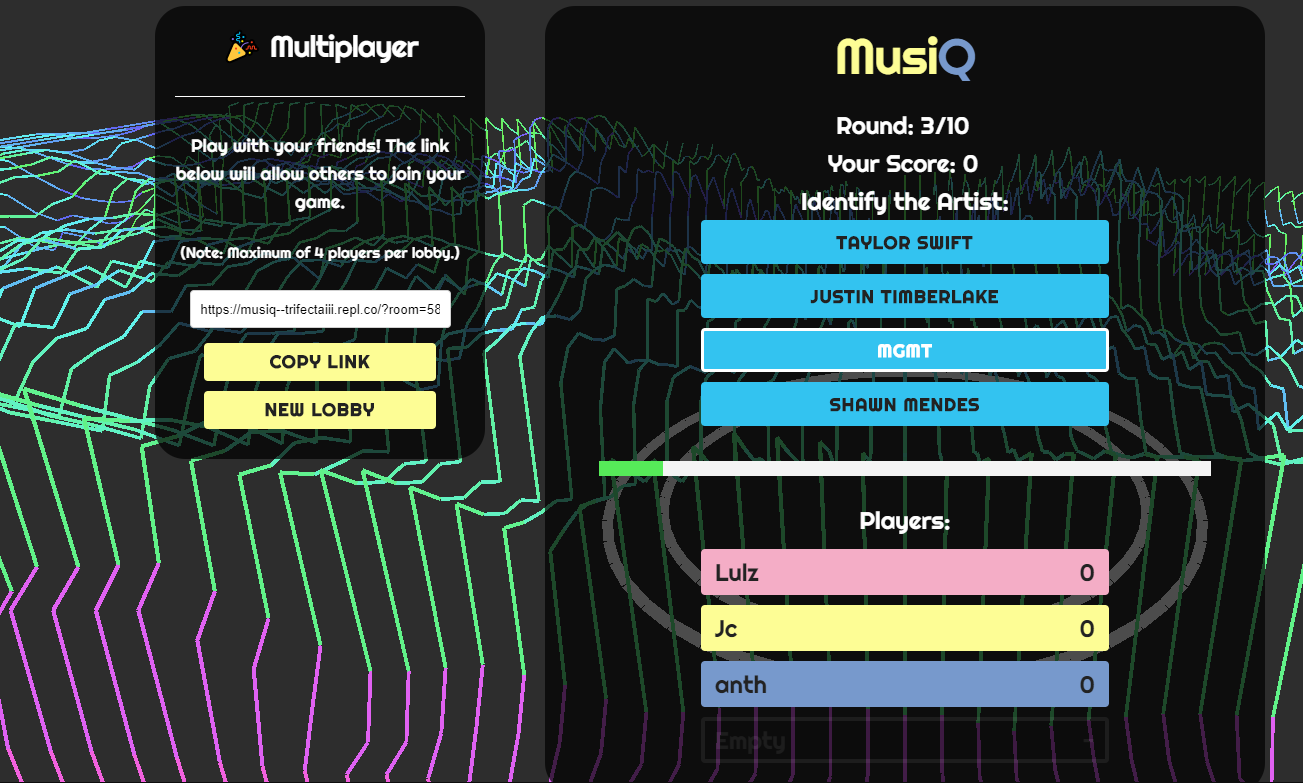 Multiplayer
Play with your friends! The link
below will allow others to join your
game.
(Note: Maximum of 4 players per lobby.)
https://musiq--trifectaiii.repl.co/?room=58
COPY LINK
NEW LOBBY
MusiQ
Round: 3/10
Your Score: 0
Identify the Artist:
TAYLOR SWIFT
JUSTIN TIMBERLAKE
MGMT
SHAWN MENDES
Players:
Lulz 0
Jc 0
anth 0
Empty -